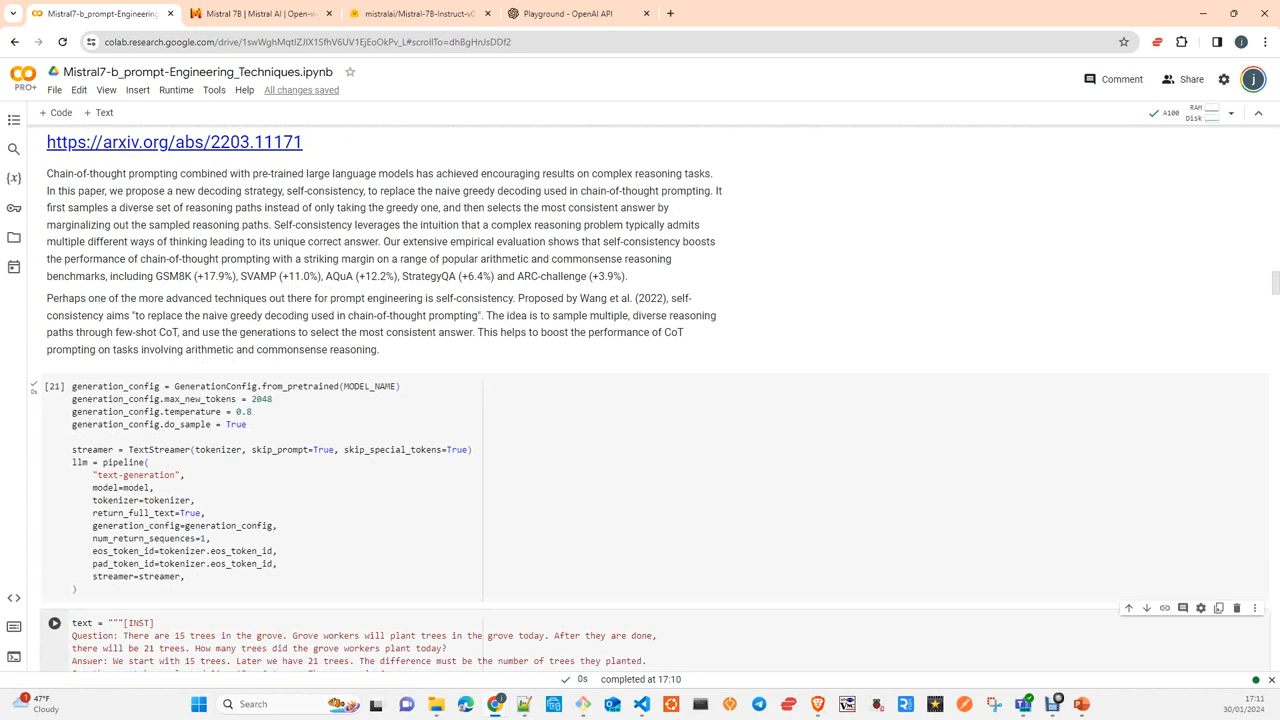 Mistral7-b_prompt-Engineering
Mistral 7B | Mistral AI | Open-w
mistralai/Mistral-7B-Instruct-v0
Playground - OpenAI API
colab.research.google.com/drive/1swWghMqtlZJIX1SfhV6UV1EjEoOkPv_L#scrollTo=dhBgHnJsDDf2
Mistral7-b_prompt-Engineering_Techniques.ipynb
CO
PRO+
File Edit View Insert Runtime Tools Help All changes saved
Comment Share j
+ Code + Text
A100 RAM Disk
https://arxiv.org/abs/2203.11171
Chain-of-thought prompting combined with pre-trained large language models has achieved encouraging results on complex reasoning tasks.
In this paper, we propose a new decoding strategy, self-consistency, to replace the naive greedy decoding used in chain-of-thought prompting. It
first samples a diverse set of reasoning paths instead of only taking the greedy one, and then selects the most consistent answer by
marginalizing out the sampled reasoning paths. Self-consistency leverages the intuition that a complex reasoning problem typically admits
multiple different ways of thinking leading to its unique correct answer. Our extensive empirical evaluation shows that self-consistency boosts
the performance of chain-of-thought prompting with a striking margin on a range of popular arithmetic and commonsense reasoning
benchmarks, including GSM8K (+17.9%), SVAMP (+11.0%), AQuA (+12.2%), StrategyQA (+6.4%) and ARC-challenge (+3.9%).
Perhaps one of the more advanced techniques out there for prompt engineering is self-consistency. Proposed by Wang et al. (2022), self-
consistency aims "to replace the naive greedy decoding used in chain-of-thought prompting". The idea is to sample multiple, diverse reasoning
paths through few-shot CoT, and use the generations to select the most consistent answer. This helps to boost the performance of CoT
prompting on tasks involving arithmetic and commonsense reasoning.
[21] generation_config = GenerationConfig.from_pretrained(MODEL_NAME)
0s
generation_config.max_new_tokens = 2048
generation_config.temperature = 0.8
generation_config.do_sample = True
streamer = TextStreamer(tokenizer, skip_prompt=True, skip_special_tokens=True)
llm = pipeline(
"text-generation",
model=model,
tokenizer=tokenizer,
return_full_text=True,
generation_config=generation_config,
num_return_sequences=1,
eos_token_id=tokenizer.eos_token_id,
pad_token_id=tokenizer.eos_token_id,
streamer=streamer,
)
text = """[INST]
Question: There are 15 trees in the grove. Grove workers will plant trees in the grove today. After they are done,
there will be 21 trees. How many trees did the grove workers plant today?
Answer: We start with 15 trees. Later we have 21 trees. The difference must be the number of trees they planted.
0s completed at 17:10
47°F
Cloudy
Search
17:11
30/01/2024